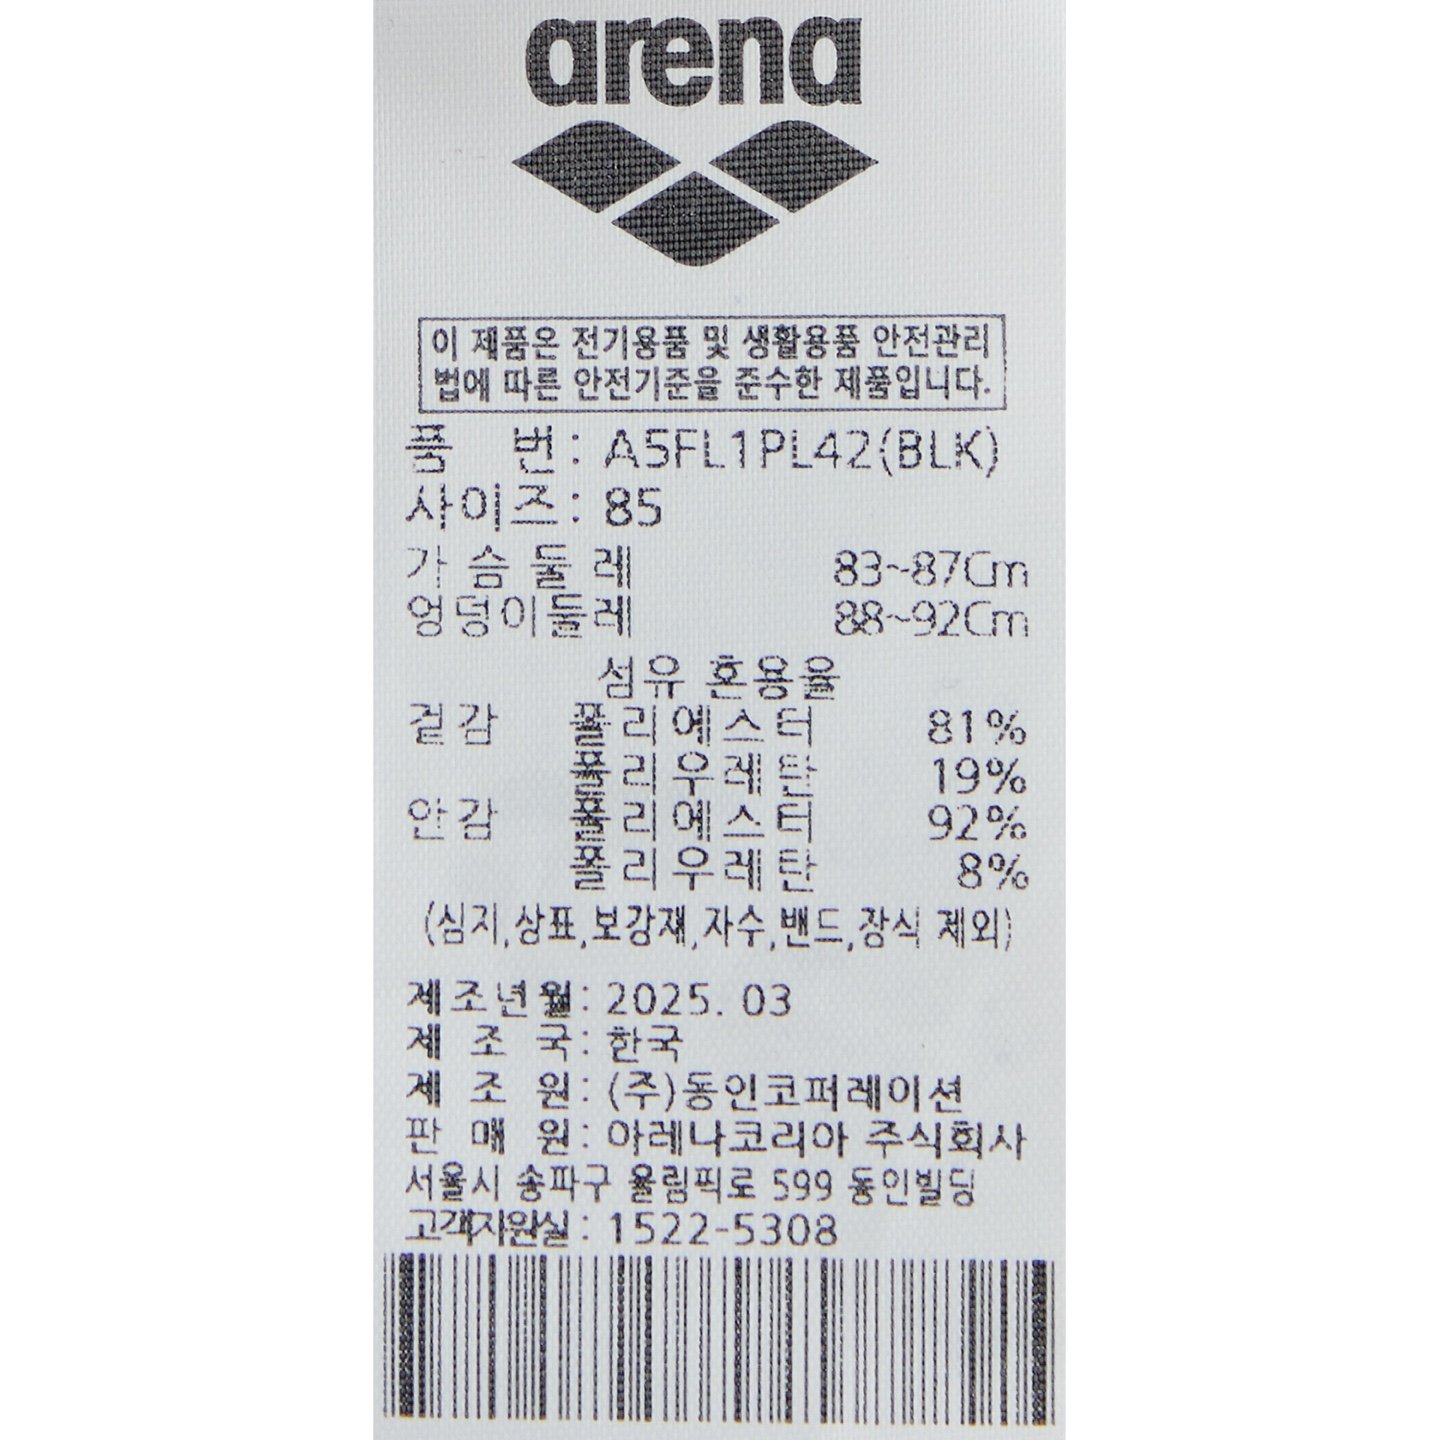 arena
이 제품은 전기용품 및 생활용품 안전관리
법에 따른 안전기준을 준수한 제품입니다.
품 번: A5FL1PL42(BLK)
사이즈: 85
가슴둘레 83~87Cm
엉덩이둘레 88~92Cm
섬유 혼용율
겉감 폴리에스터 81%
폴리우레탄 19%
안감 폴리에스터 92%
폴리우레탄 8%
(심지,상표,보강재,자수,밴드,장식 제외)
제조년월: 2025. 03
제 조 국: 한국
제 조 원: (주)동인코퍼레이션
판 매 원: 아레나코리아 주식회사
서울시 송파구 올림픽로 599 동인빌딩
고객지원실: 1522-5308